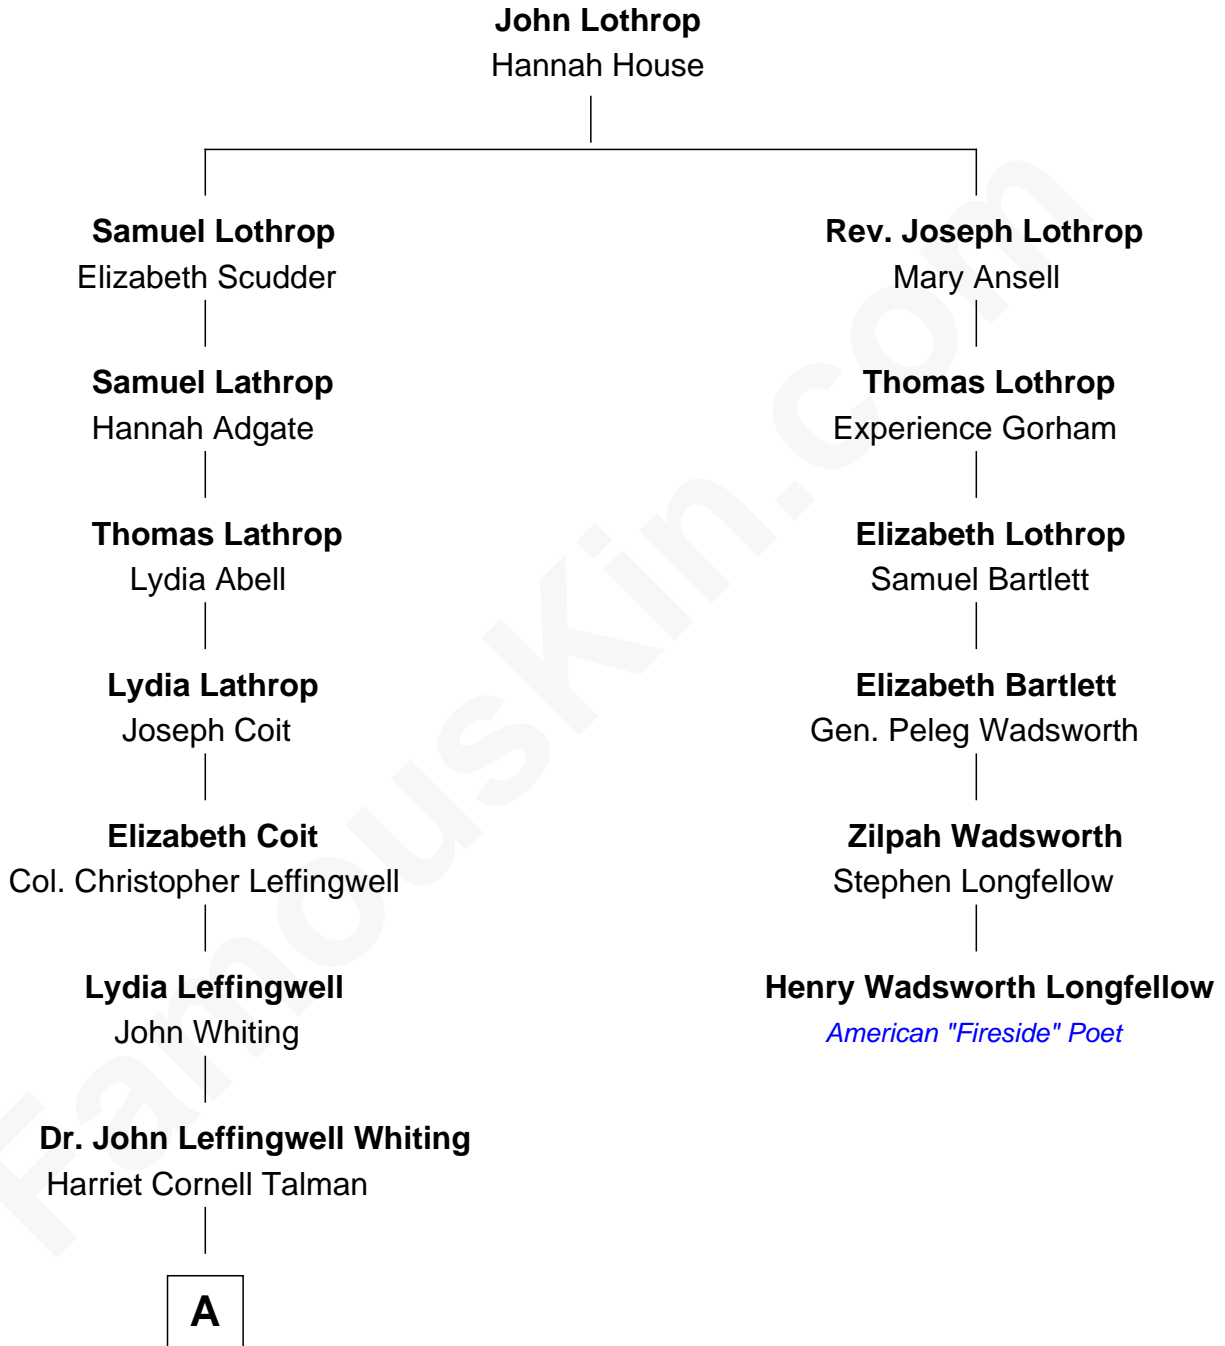 John Lothrop
Hannah House
Samuel Lothrop
Elizabeth Scudder
Rev. Joseph Lothrop
Mary Ansell
Samuel Lathrop
Hannah Adgate
Thomas Lothrop
Experience Gorham
Thomas Lathrop
Lydia Abell
Elizabeth Lothrop
Samuel Bartlett
Lydia Lathrop
Joseph Coit
Elizabeth Bartlett
Gen. Peleg Wadsworth
Elizabeth Coit
Col. Christopher Leffingwell
Zilpah Wadsworth
Stephen Longfellow
Lydia Leffingwell
John Whiting
Henry Wadsworth Longfellow
American "Fireside" Poet
Dr. John Leffingwell Whiting
Harriet Cornell Talman
A
FamousKin.com